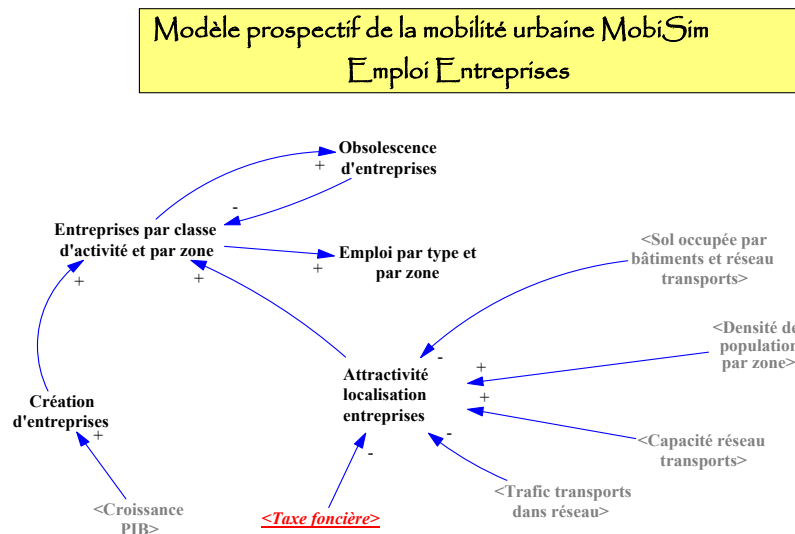 Modèle prospectif de la mobilité urbaine MobiSim
Emploi Entreprises
Obsolescence
d'entreprises
+
-
Entreprises par classe
d'activité et par zone
Emploi par type et
par zone
+
+
+
<Sol occupée par
bâtiments et réseau
transports>
<Densité de
population
par zone>
-
+
+
Attractivité
localisation
entreprises
Création
d'entreprises
+
-
-
<Capacité réseau
transports>
<Trafic transports
dans réseau>
<Croissance
PIB>
<Taxe foncière>